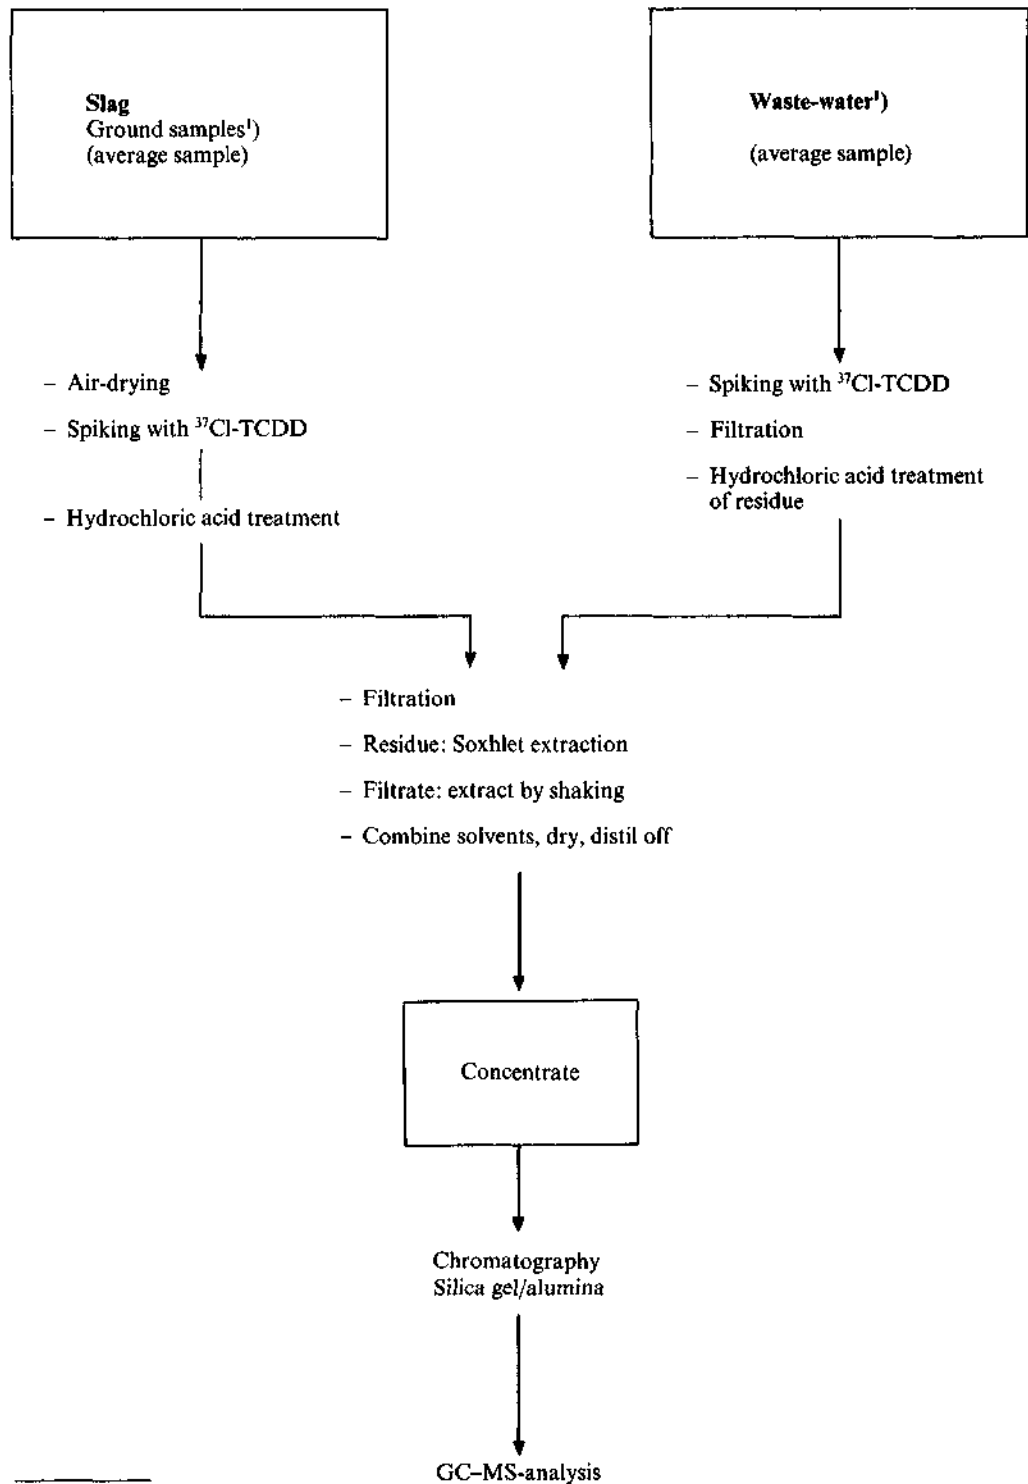 Slag
Ground samples¹)
(average sample)
Waste-water¹)
(average sample)
– Air-drying
– Spiking with ³⁷Cl-TCDD
– Hydrochloric acid treatment
– Spiking with ³⁷Cl-TCDD
– Filtration
– Hydrochloric acid treatment
of residue
– Filtration
– Residue: Soxhlet extraction
– Filtrate: extract by shaking
– Combine solvents, dry, distil off
Concentrate
Chromatography
Silica gel/alumina
GC–MS-analysis